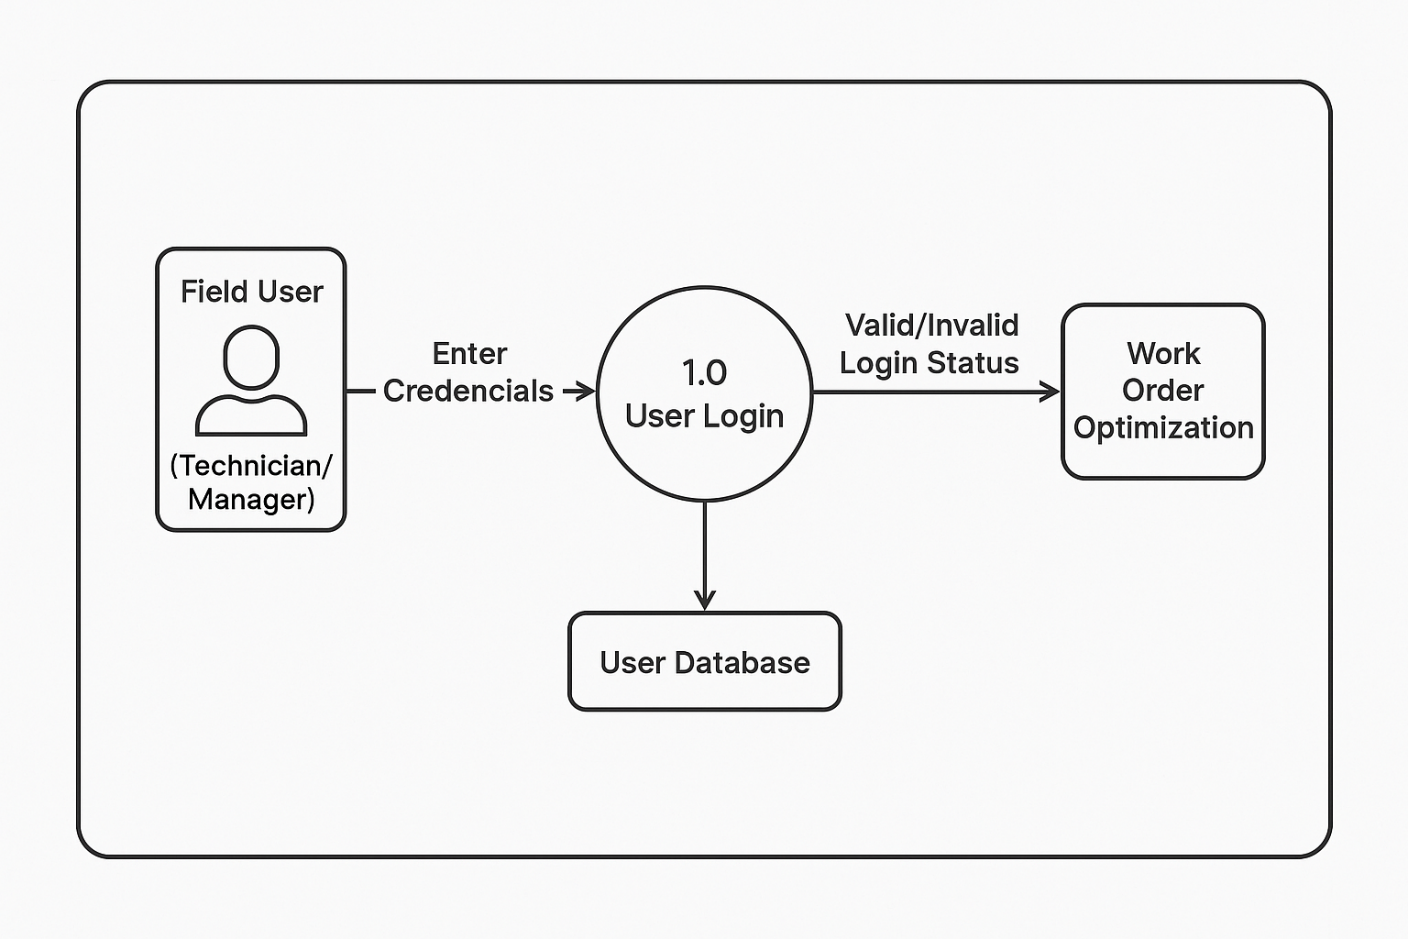 Field User
(Technician/
Manager)
Enter
Credencials
1.0
User Login
Valid/Invalid
Login Status
Work
Order
Optimization
User Database